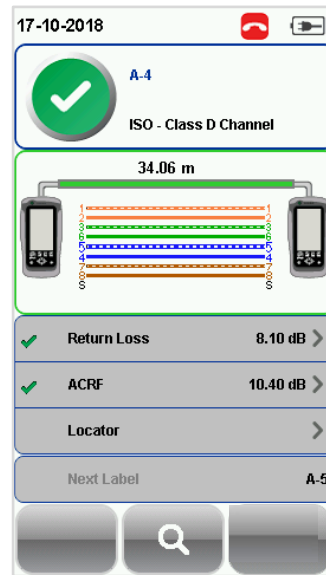 17-10-2018
A-4
ISO - Class D Channel
34.06 m
1 1
2 2
3 3
6 6
5 5
4 4
7 7
8 8
S S
Return Loss 8.10 dB
ACRF 10.40 dB
Locator
Next Label A-5